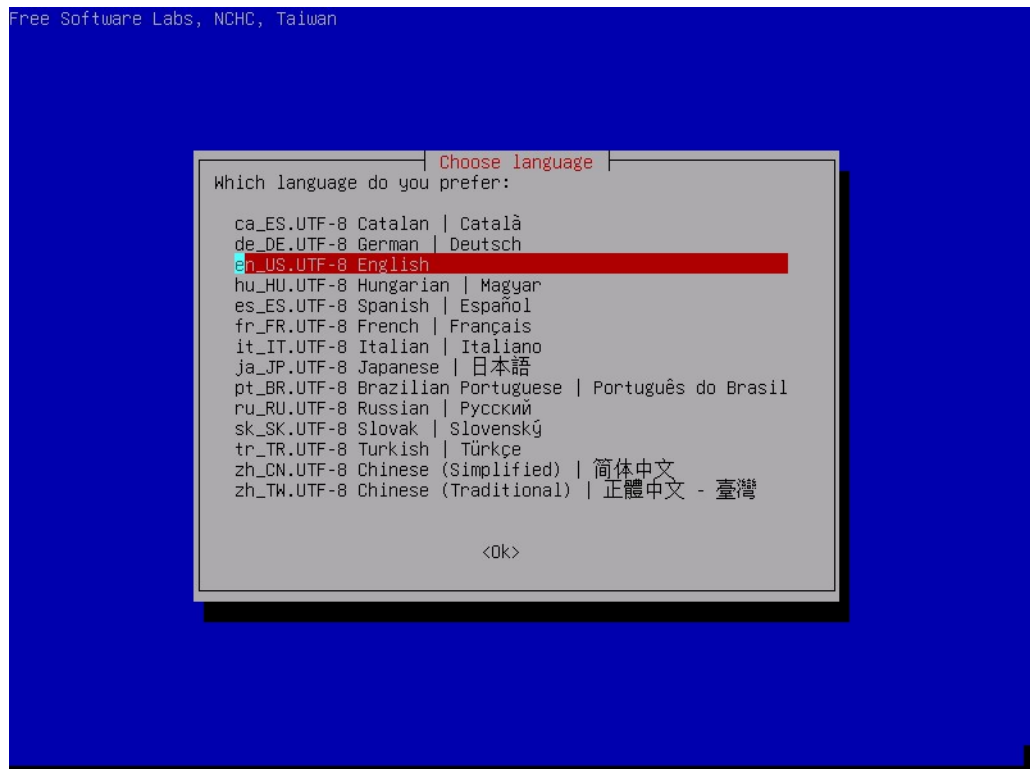 Free Software Labs, NCHC, Taiwan
Choose language
Which language do you prefer:
ca_ES.UTF-8 Catalan | Català
de_DE.UTF-8 German | Deutsch
en_US.UTF-8 English
hu_HU.UTF-8 Hungarian | Magyar
es_ES.UTF-8 Spanish | Español
fr_FR.UTF-8 French | Français
it_IT.UTF-8 Italian | Italiano
ja_JP.UTF-8 Japanese | 日本語
pt_BR.UTF-8 Brazilian Portuguese | Português do Brasil
ru_RU.UTF-8 Russian | Русский
sk_SK.UTF-8 Slovak | Slovenský
tr_TR.UTF-8 Turkish | Türkçe
zh_CN.UTF-8 Chinese (Simplified) | 简体中文
zh_TW.UTF-8 Chinese (Traditional) | 正體中文 - 臺灣
<Ok>